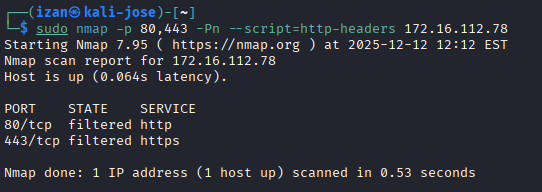 ┌──(izan㉿kali-jose)-[~]
└─$ sudo nmap -p 80,443 -Pn --script=http-headers 172.16.112.78
Starting Nmap 7.95 ( https://nmap.org ) at 2025-12-12 12:12 EST
Nmap scan report for 172.16.112.78
Host is up (0.064s latency).

PORT    STATE    SERVICE
80/tcp  filtered http
443/tcp filtered https

Nmap done: 1 IP address (1 host up) scanned in 0.53 seconds